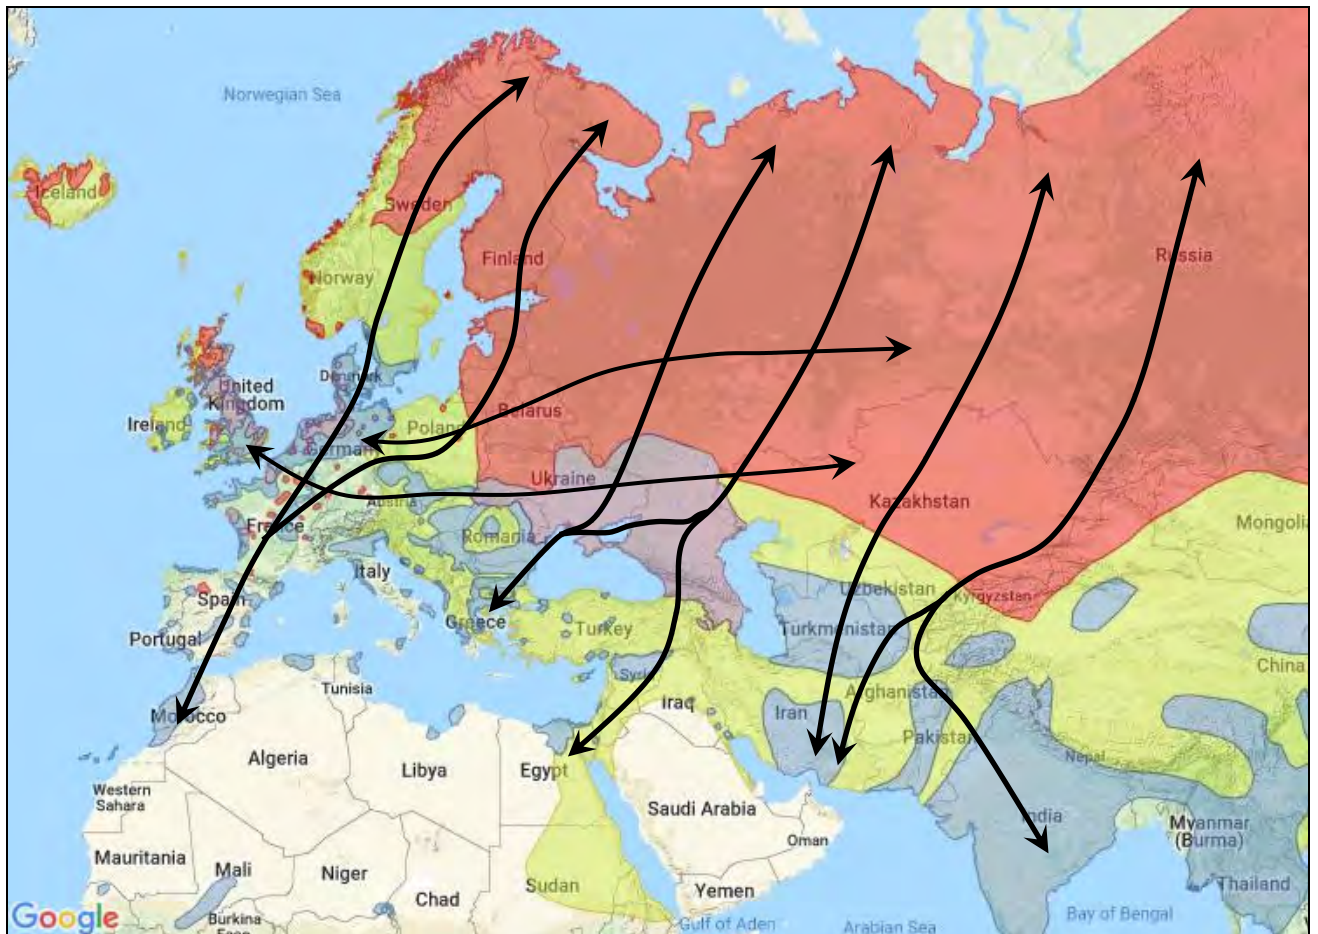 Norwegian Sea
Iceland
Sweden
Finland
Russia
Norway
United
Kingdom
Denmark
Ireland
Belarus
Poland
Germany
Ukraine
Kazakhstan
Austria
France
Romania
Mongolia
Italy
Uzbekistan
Kyrgyzstan
Spain
Portugal
Greece
Turkey
Turkmenistan
China
Syria
Tunisia
Iraq
Afghanistan
Morocco
Iran
Pakistan
Algeria
Libya
Egypt
Nepal
Western
Sahara
Saudi Arabia
India
Myanmar
(Burma)
Oman
Mauritania
Mali
Niger
Chad
Sudan
Yemen
Thailand
Google
Burkina
Faso
Gulf of Aden
Arabian Sea
Bay of Bengal